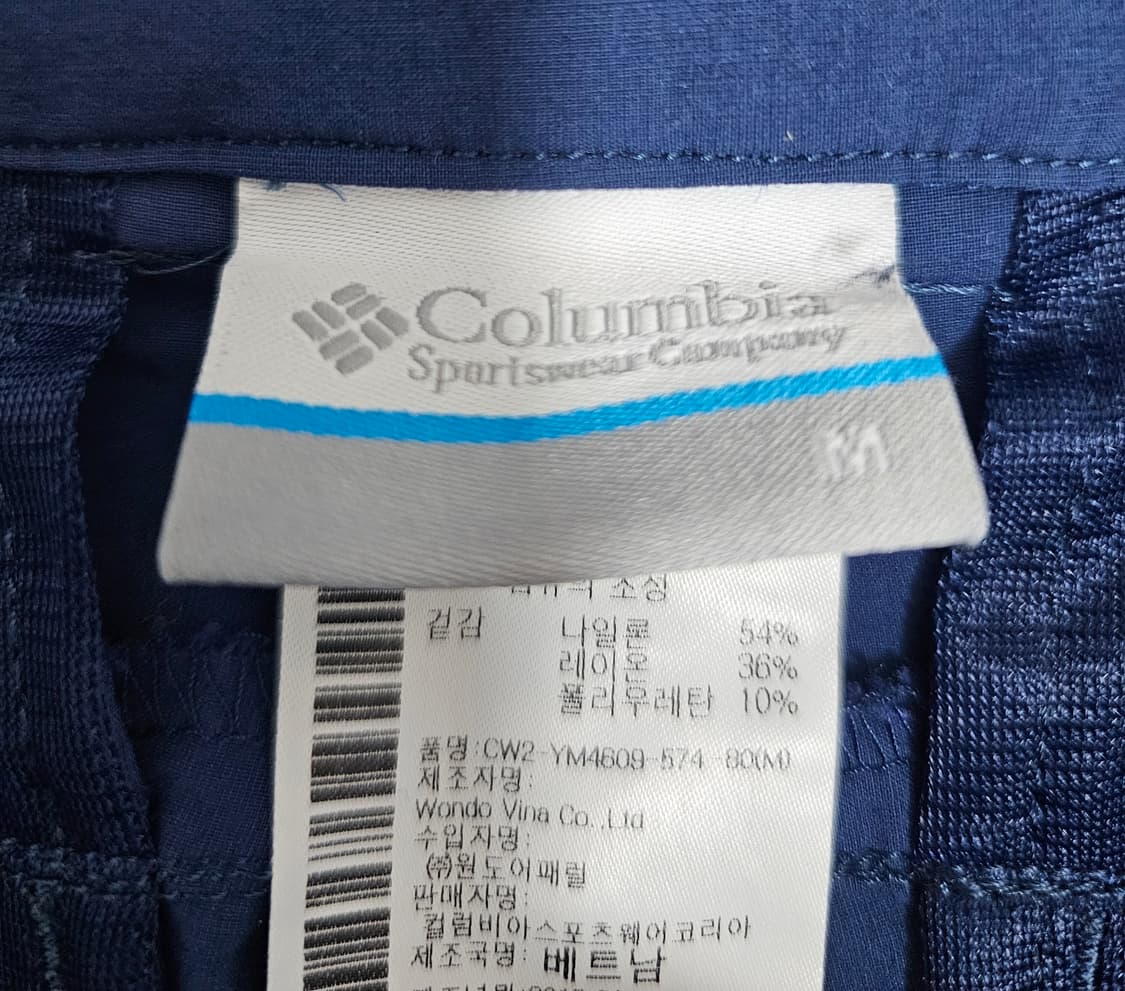 Columbia
Sportswear Company
M
소성
겉감 나일론 54%
레이온 36%
폴리우레탄 10%
품명:CW2-YM4609-574-80(M)
제조자명:
Wondo Vina Co.,Ltd
수입자명:
㈜원도어패럴
판매자명:
컬럼비아스포츠웨어코리아
제조국명: 베트남